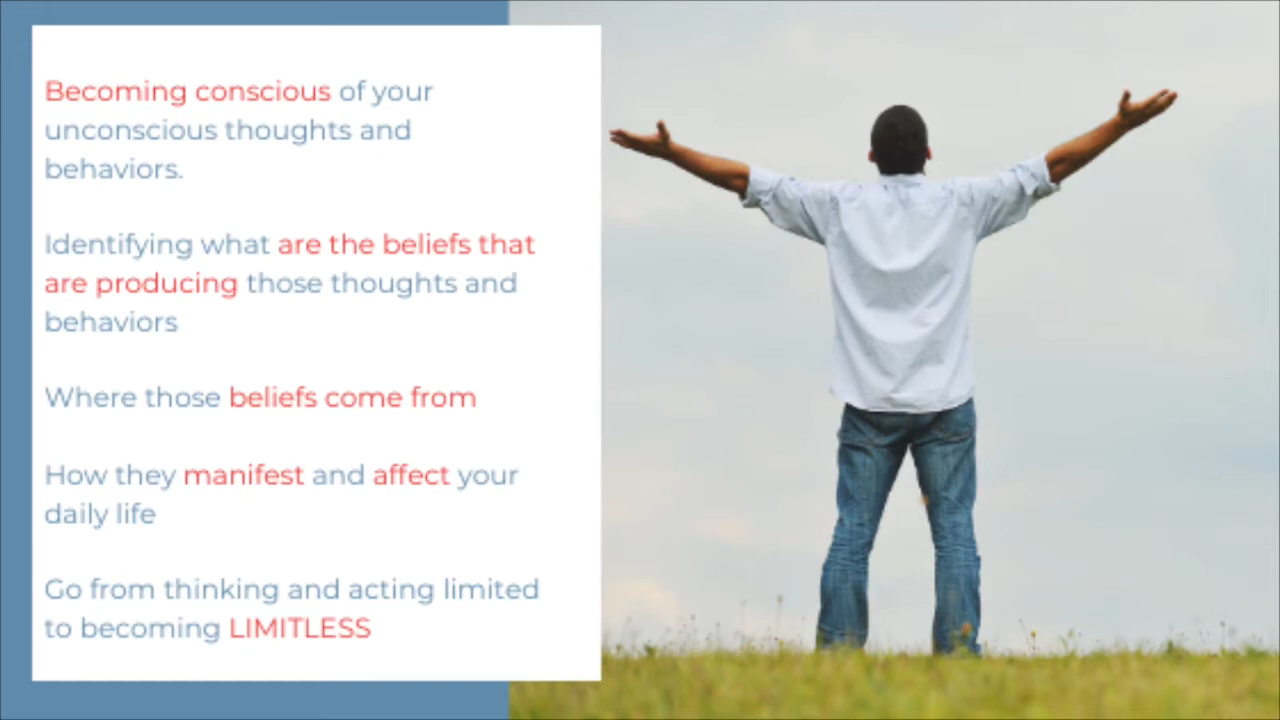 Becoming conscious of your
unconscious thoughts and
behaviors.
Identifying what are the beliefs that
are producing those thoughts and
behaviors
Where those beliefs come from
How they manifest and affect your
daily life
Go from thinking and acting limited
to becoming LIMITLESS